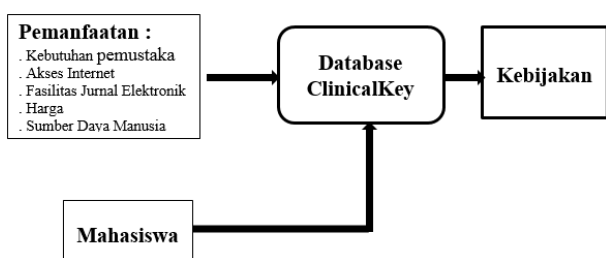 Pemanfaatan :
. Kebutuhan pemustaka
. Akses Internet
. Fasilitas Jurnal Elektronik
. Harga
. Sumber Daya Manusia
Database
ClinicalKey
Kebijakan
Mahasiswa